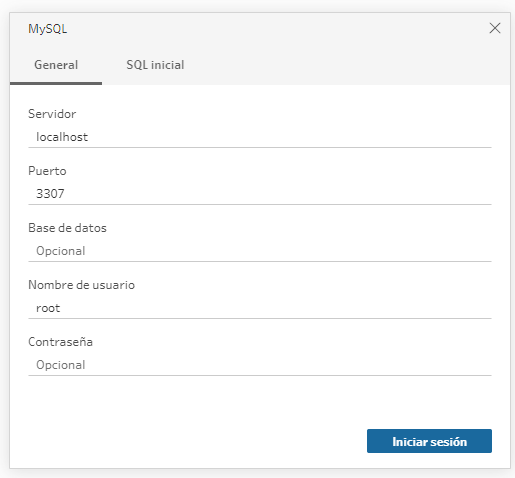 MySQL
General SQL inicial
Servidor
localhost
Puerto
3307
Base de datos
Opcional
Nombre de usuario
root
Contraseña
Opcional
Iniciar sesión